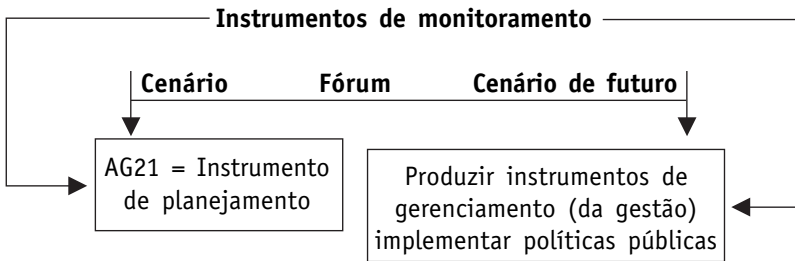 Instrumentos de monitoramento
Cenário Fórum Cenário de futuro
AG21 = Instrumento
de planejamento
Produzir instrumentos de
gerenciamento (da gestão)
implementar políticas públicas